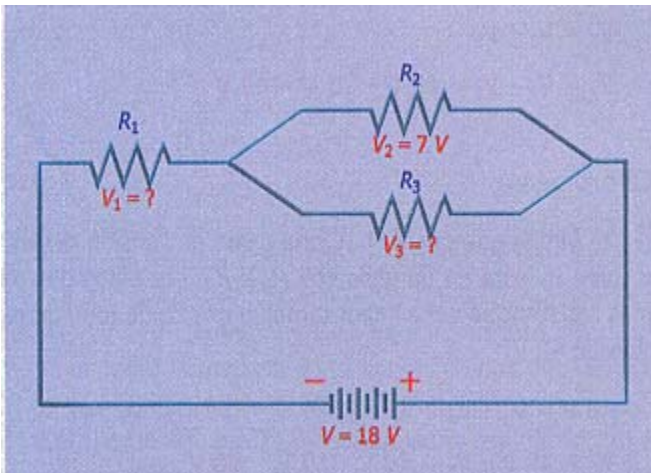 R₂
R₁
V₂ = 7 V
R₃
V₁ = ?
V₃ = ?
− +
V = 18 V